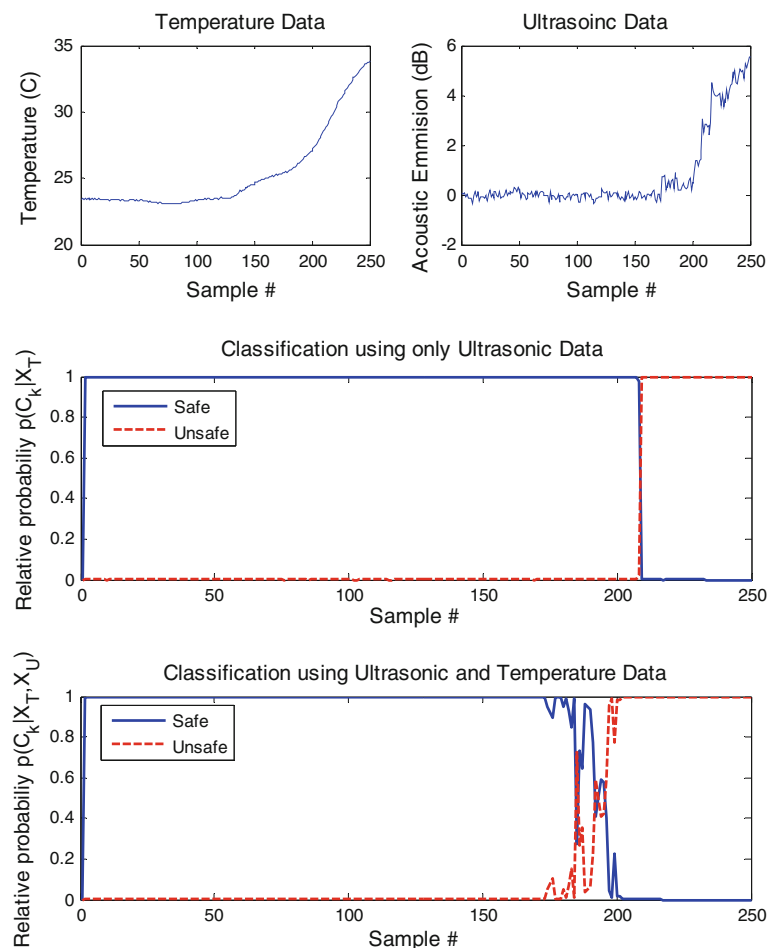 Temperature Data
Temperature (C)
35
30
25
20
0 50 100 150 200 250
Sample #
Ultrasoinc Data
Acoustic Emmision (dB)
6
4
2
0
-2
0 50 100 150 200 250
Sample #
Classification using only Ultrasonic Data
Relative probabiliy p(C_k|X_T)
1
0.8
0.6
0.4
0.2
0
Safe
Unsafe
0 50 100 150 200 250
Sample #
Classification using Ultrasonic and Temperature Data
Relative probabiliy p(C_k|X_T,X_U)
1
0.8
0.6
0.4
0.2
0
Safe
Unsafe
0 50 100 150 200 250
Sample #